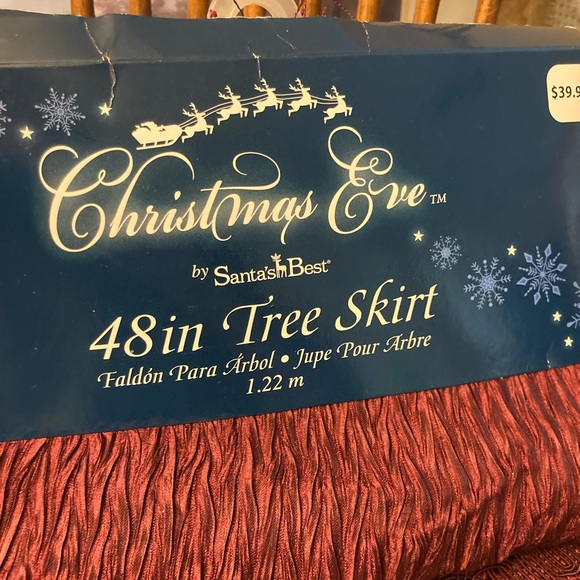 $39.9
Christmas Eve™
by Santa's Best®
48in Tree Skirt
Faldón Para Árbol • Jupe Pour Arbre
1.22 m